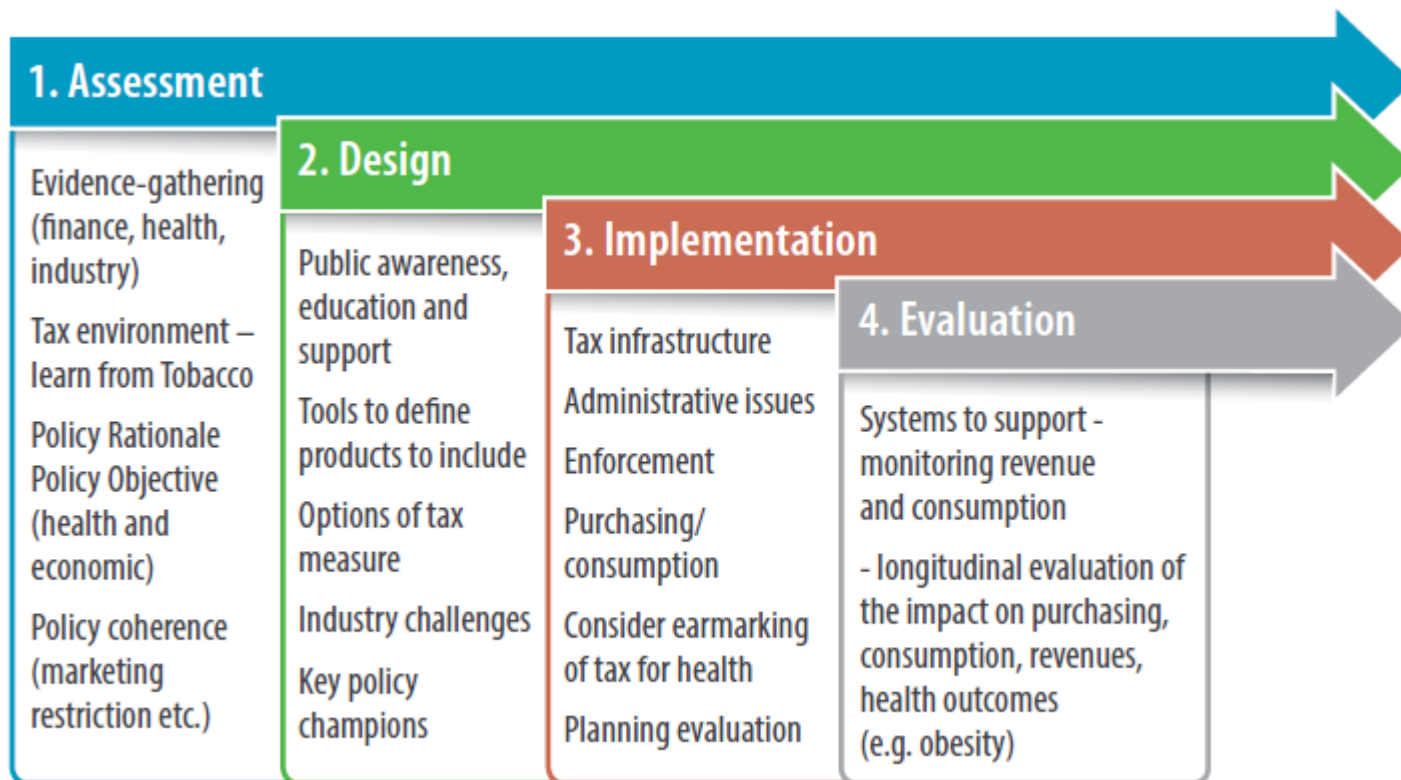 1. Assessment
Evidence-gathering
(finance, health,
industry)
Tax environment –
learn from Tobacco
Policy Rationale
Policy Objective
(health and
economic)
Policy coherence
(marketing
restriction etc.)
2. Design
Public awareness,
education and
support
Tools to define
products to include
Options of tax
measure
Industry challenges
Key policy
champions
3. Implementation
Tax infrastructure
Administrative issues
Enforcement
Purchasing/
consumption
Consider earmarking
of tax for health
Planning evaluation
4. Evaluation
Systems to support -
monitoring revenue
and consumption
- longitudinal evaluation of
the impact on purchasing,
consumption, revenues,
health outcomes
(e.g. obesity)